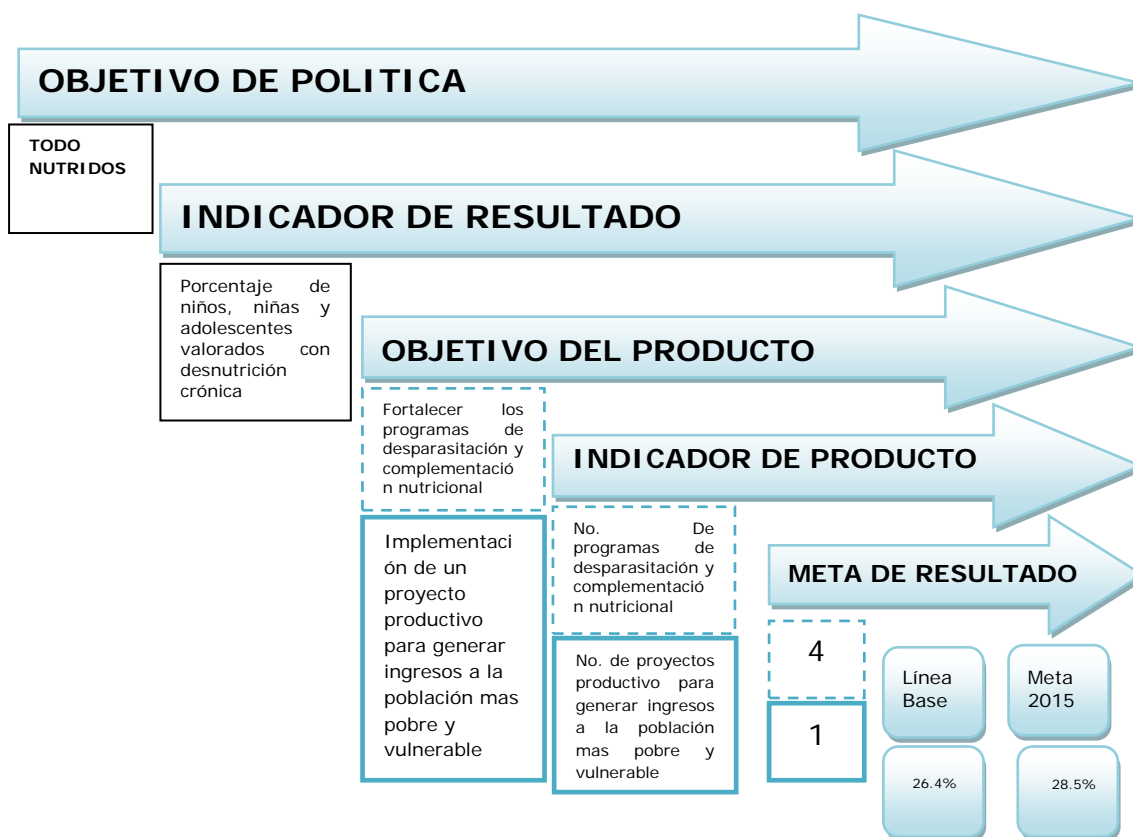 OBJETIVO DE POLITICA
TODO
NUTRIDOS
INDICADOR DE RESULTADO
Porcentaje de
niños, niñas y
adolescentes
valorados con
desnutrición
crónica
OBJETIVO DEL PRODUCTO
Fortalecer los
programas de
desparasitación y
complementació
n nutricional
INDICADOR DE PRODUCTO
Implementaci
ón de un
proyecto
productivo
para generar
ingresos a la
población mas
pobre y
vulnerable
No. De
programas de
desparasitación y
complementació
n nutricional
META DE RESULTADO
No. de proyectos
productivo para
generar ingresos
a la población
mas pobre y
vulnerable
4
1
Línea
Base
Meta
2015
26.4%
28.5%